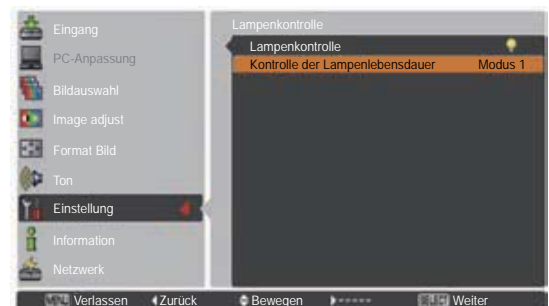 Eingang
PC-Anpassung
Bildauswahl
Image adjust
Format Bild
Ton
Einstellung
Information
Netzwerk
Lampenkontrolle
Lampenkontrolle
Kontrolle der Lampenlebensdauer Modus 1
MENU Verlassen Zurück Bewegen ----- Weiter